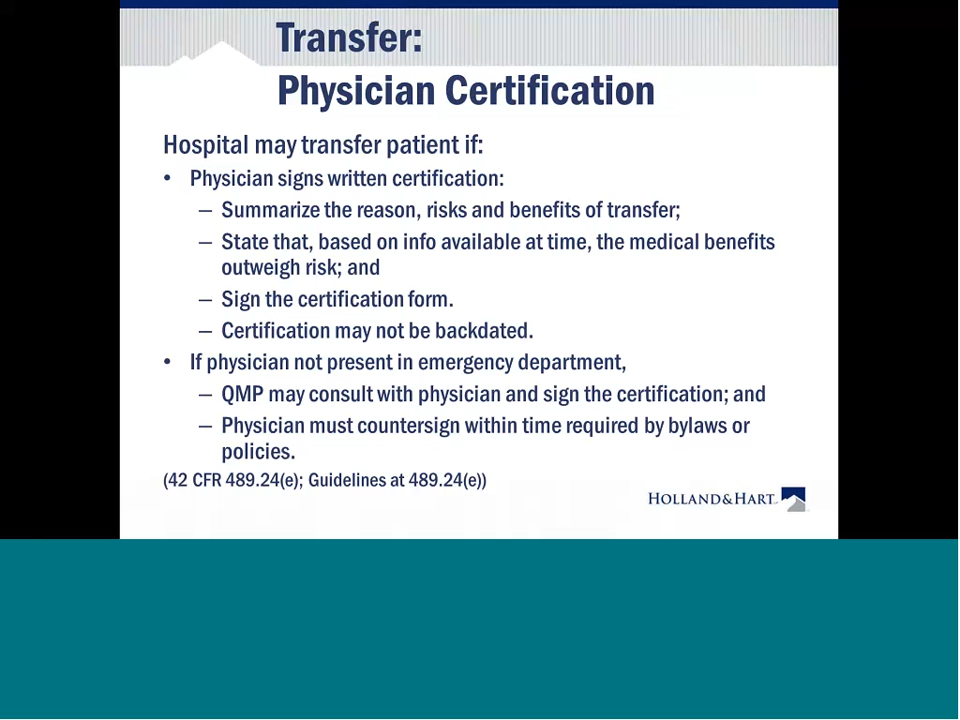 Transfer:
Physician Certification
Hospital may transfer patient if:
• Physician signs written certification:
– Summarize the reason, risks and benefits of transfer;
– State that, based on info available at time, the medical benefits
outweigh risk; and
– Sign the certification form.
– Certification may not be backdated.
• If physician not present in emergency department,
– QMP may consult with physician and sign the certification; and
– Physician must countersign within time required by bylaws or
policies.
(42 CFR 489.24(e); Guidelines at 489.24(e))
HOLLAND&HART